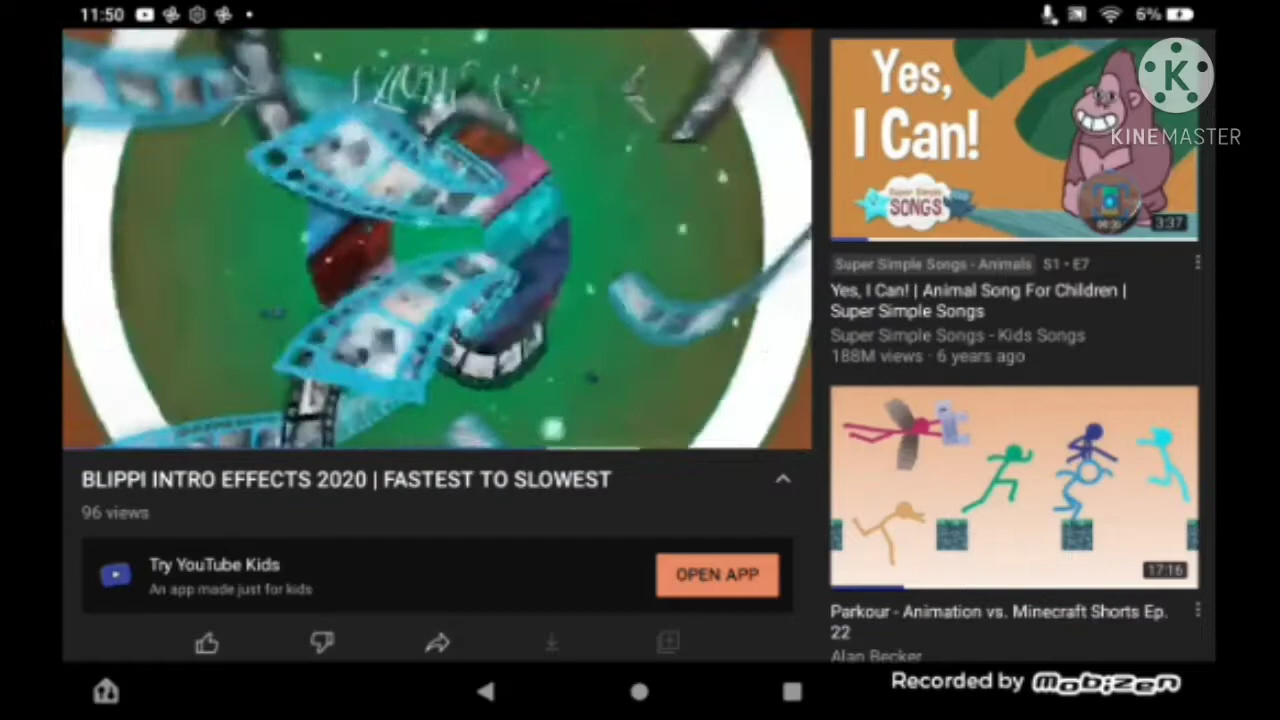 11:50
6%
Yes,
I Can!
KINEMASTER
Super Simple
SONGS
3:37
Super Simple Songs - Animals S1 • E7
Yes, I Can! | Animal Song For Children |
Super Simple Songs
Super Simple Songs - Kids Songs
188M views · 6 years ago
BLIPPI INTRO EFFECTS 2020 | FASTEST TO SLOWEST
96 views
Try YouTube Kids
An app made just for kids
OPEN APP
17:16
Parkour - Animation vs. Minecraft Shorts Ep.
22
Alan Becker
Recorded by Mobizen